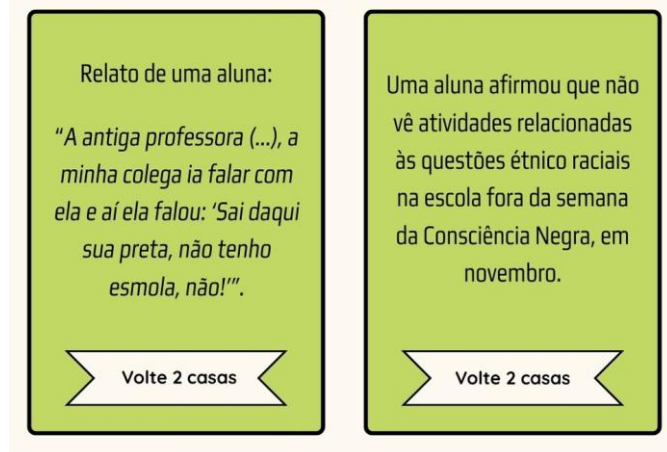 Relato de uma aluna:
"A antiga professora (...), a
minha colega ia falar com
ela e aí ela falou: 'Sai daqui
sua preta, não tenho
esmola, não!'".
Volte 2 casas
Uma aluna afirmou que não
vê atividades relacionadas
às questões étnico raciais
na escola fora da semana
da Consciência Negra, em
novembro.
Volte 2 casas